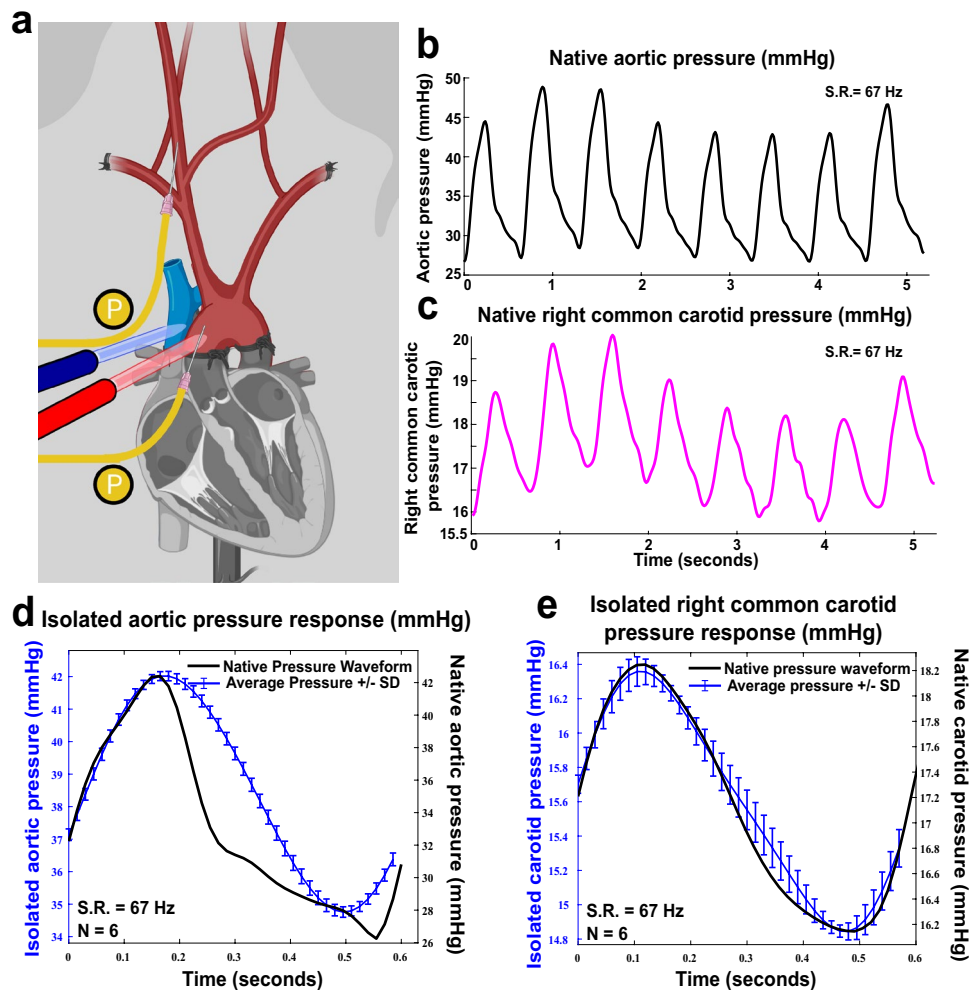 a
P
P
b
Native aortic pressure (mmHg)
S.R.= 67 Hz
Aortic pressure (mmHg)
50
45
40
35
30
25
0
1
2
3
4
5
c
Native right common carotid pressure (mmHg)
S.R.= 67 Hz
Right common carotic
pressure (mmHg)
20
19
18
17
16
15.5
0
1
2
3
4
5
Time (seconds)
d
Isolated aortic pressure response (mmHg)
Native Pressure Waveform
Average Pressure +/- SD
Isolated aortic pressure (mmHg)
42
41
40
39
38
37
36
35
34
Native aortic pressure (mmHg)
42
40
38
36
34
32
30
28
26
S.R. = 67 Hz
N = 6
0
0.1
0.2
0.3
0.4
0.5
0.6
Time (seconds)
e
Isolated right common carotid
pressure response (mmHg)
Native pressure waveform
Average pressure +/- SD
Isolated carotid pressure (mmHg)
16.4
16.2
16
15.8
15.6
15.4
15.2
15
14.8
Native carotid pressure (mmHg)
18.2
18
17.8
17.6
17.4
17.2
17
16.8
16.6
16.4
16.2
S.R. = 67 Hz
N = 6
0
0.1
0.2
0.3
0.4
0.5
0.6
Time (seconds)